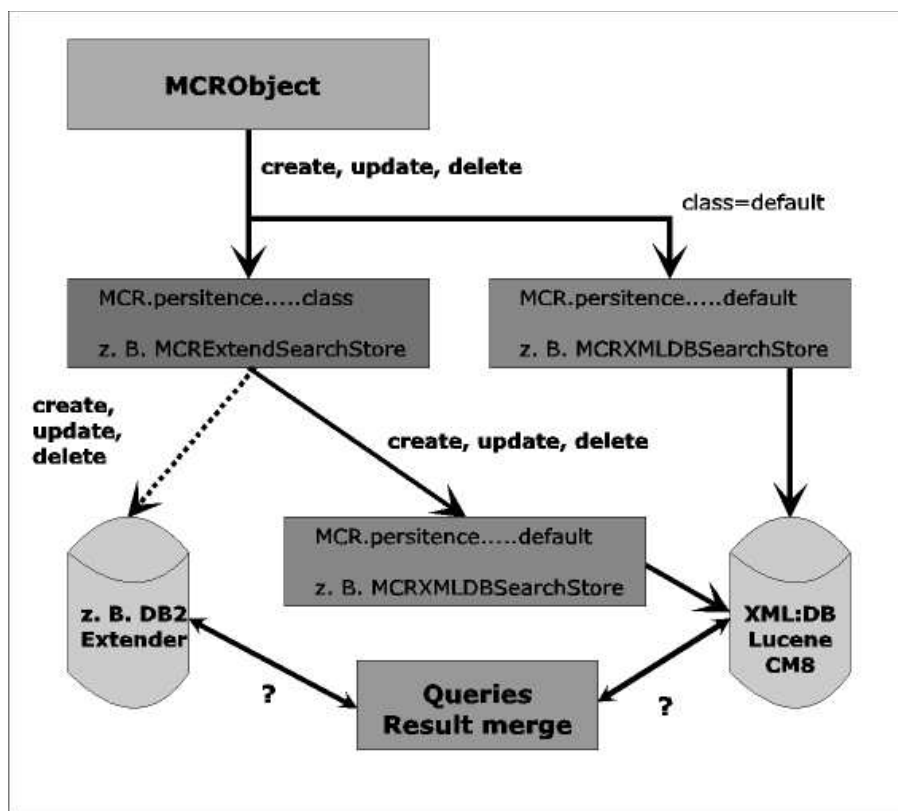 MCRObject
create, update, delete
class=default
MCR.persitence.....class
z. B. MCRExtendSearchStore
MCR.persitence.....default
z. B. MCRXMLDBSearchStore
create,
update,
delete
create, update, delete
MCR.persitence.....default
z. B. MCRXMLDBSearchStore
z. B. DB2
Extender
XML:DB
Lucene
CM8
?
Queries
Result merge
?